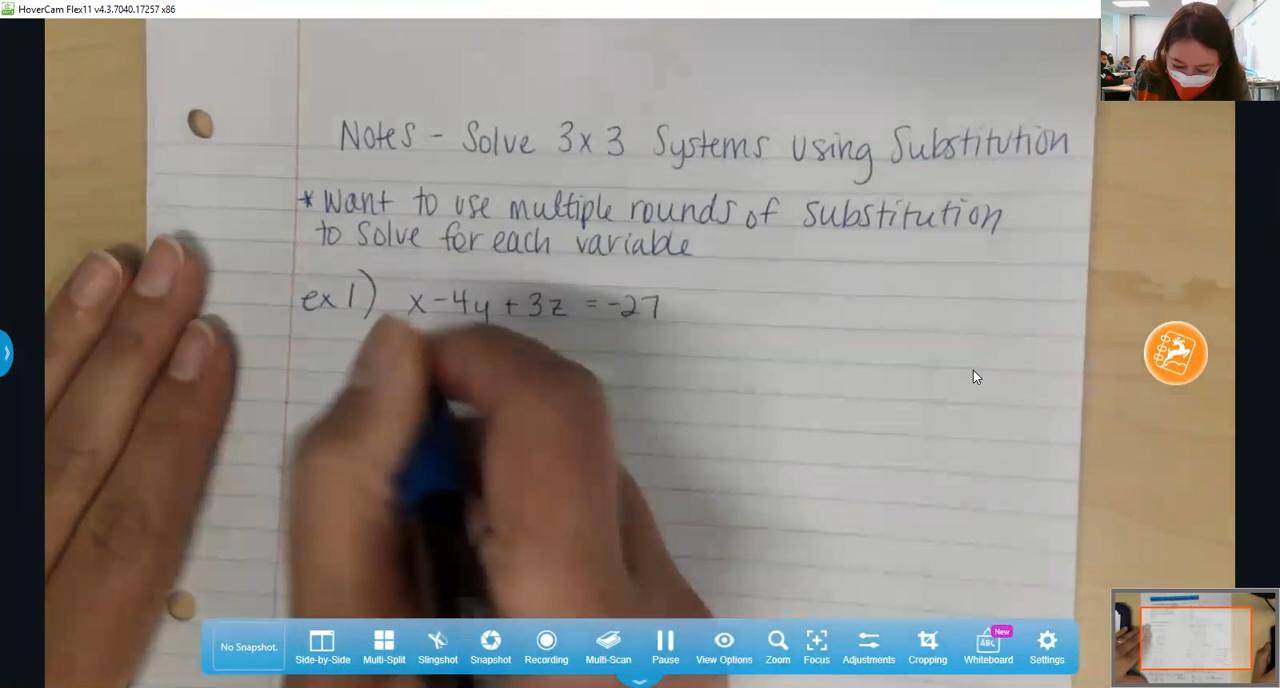 HoverCam Flex11 v4.3.7040.17257 x86
Notes - Solve 3x3 Systems Using Substitution
*Want to use multiple rounds of substitution
to solve for each variable
ex 1) x-4y+3z=-27
No Snapshot.
Side-by-Side
Multi-Split
Slingshot
Snapshot
Recording
Multi-Scan
Pause
View Options
Zoom
Focus
Adjustments
Cropping
New
ABC
Whiteboard
Settings